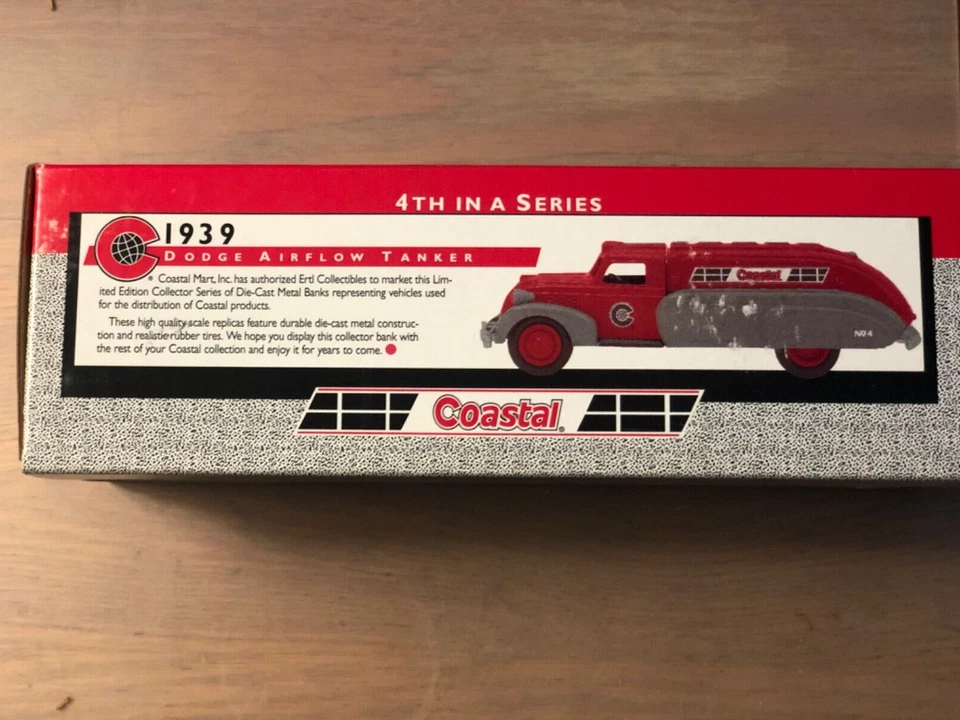 4TH IN A SERIES
1939
DODGE AIRFLOW TANKER
Coastal Mart, Inc. has authorized Ertl Collectibles to market this Lim-
ited Edition Collector Series of Die-Cast Metal Banks representing vehicles used
for the distribution of Coastal products.
These high quality scale replicas feature durable die-cast metal construc-
tion and realistic rubber tires. We hope you display this collector bank with
the rest of your Coastal collection and enjoy it for years to come.
Coastal
NO 4
Coastal®